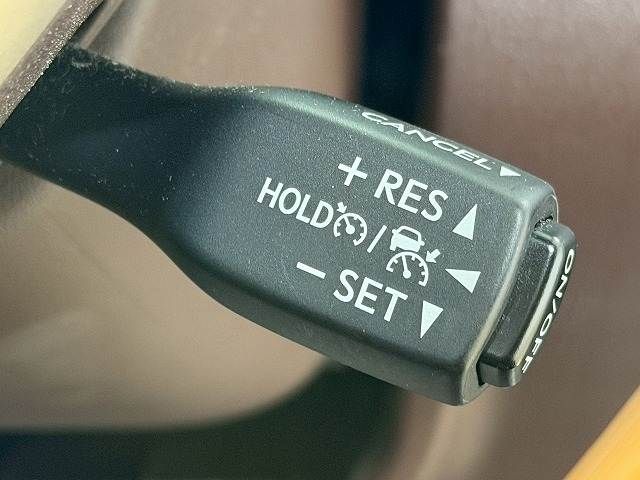 CANCEL▼
+ RES ▲
HOLD / ◀
− SET ▼
ON/OFF